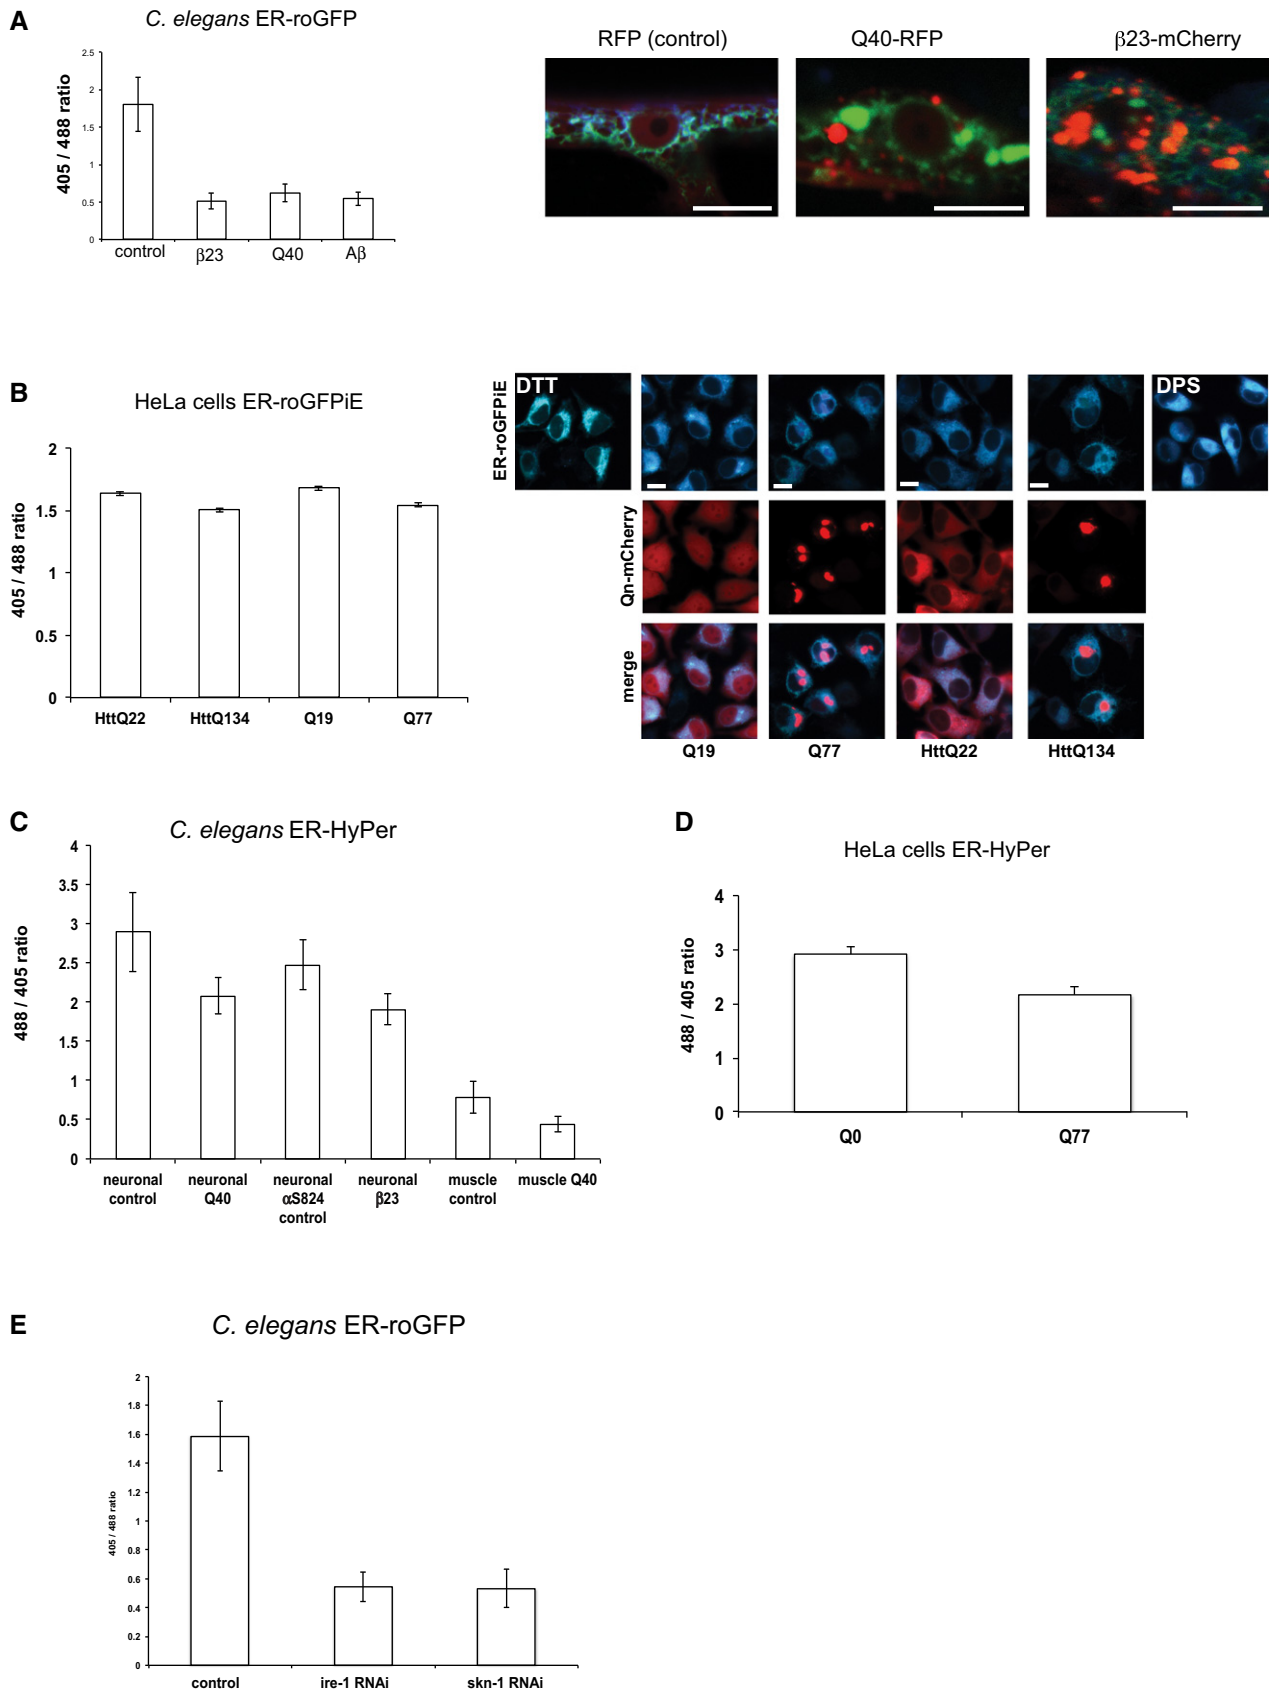 A
C. elegans ER-roGFP
405 / 488 ratio
2.5
2
1.5
1
0.5
0
control
β23
Q40
Aβ
RFP (control)
Q40-RFP
β23-mCherry
B
HeLa cells ER-roGFPiE
405 / 488 ratio
2
1.5
1
0.5
0
HttQ22
HttQ134
Q19
Q77
ER-roGFPiE
DTT
DPS
Qn-mCherry
merge
Q19
Q77
HttQ22
HttQ134
C
C. elegans ER-HyPer
488 / 405 ratio
4
3.5
3
2.5
2
1.5
1
0.5
0
neuronal control
neuronal Q40
neuronal αS824 control
neuronal β23
muscle control
muscle Q40
D
HeLa cells ER-HyPer
488 / 405 ratio
4
3
2
1
0
Q0
Q77
E
C. elegans ER-roGFP
405 / 488 ratio
2
1.8
1.6
1.4
1.2
1
0.8
0.6
0.4
0.2
0
control
ire-1 RNAi
skn-1 RNAi